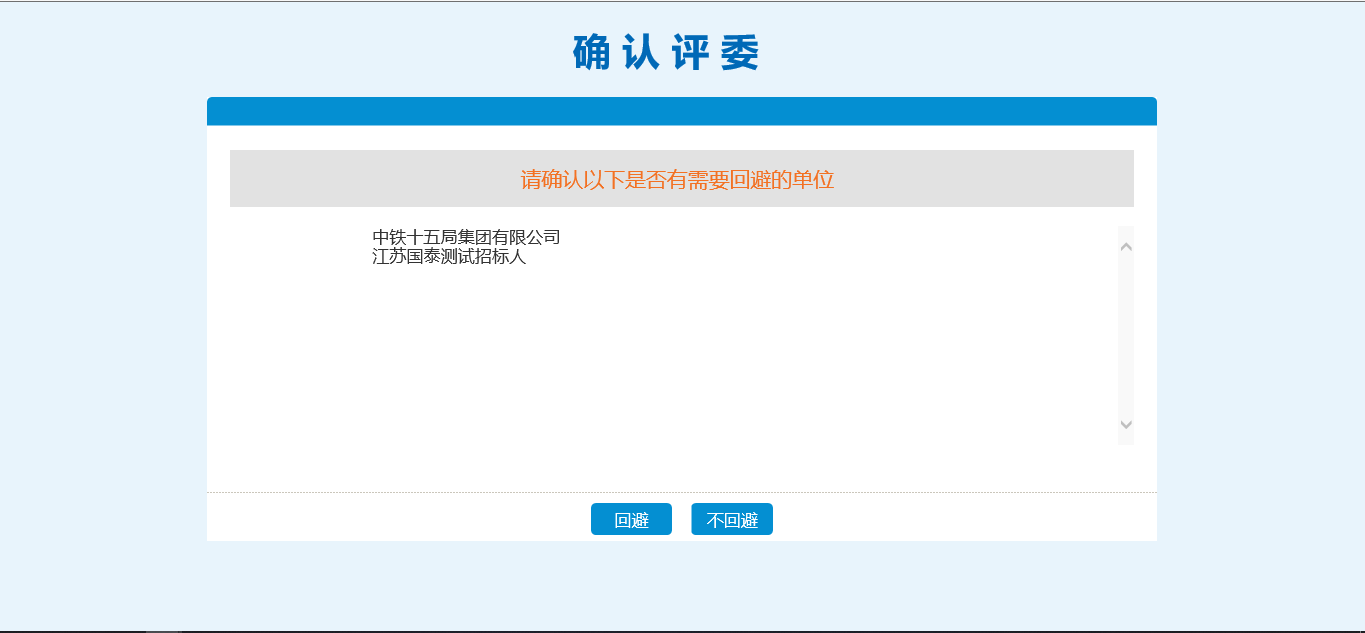 确认评委
请确认以下是否有需要回避的单位
中铁十五局集团有限公司
江苏国泰测试招标人
回避 不回避